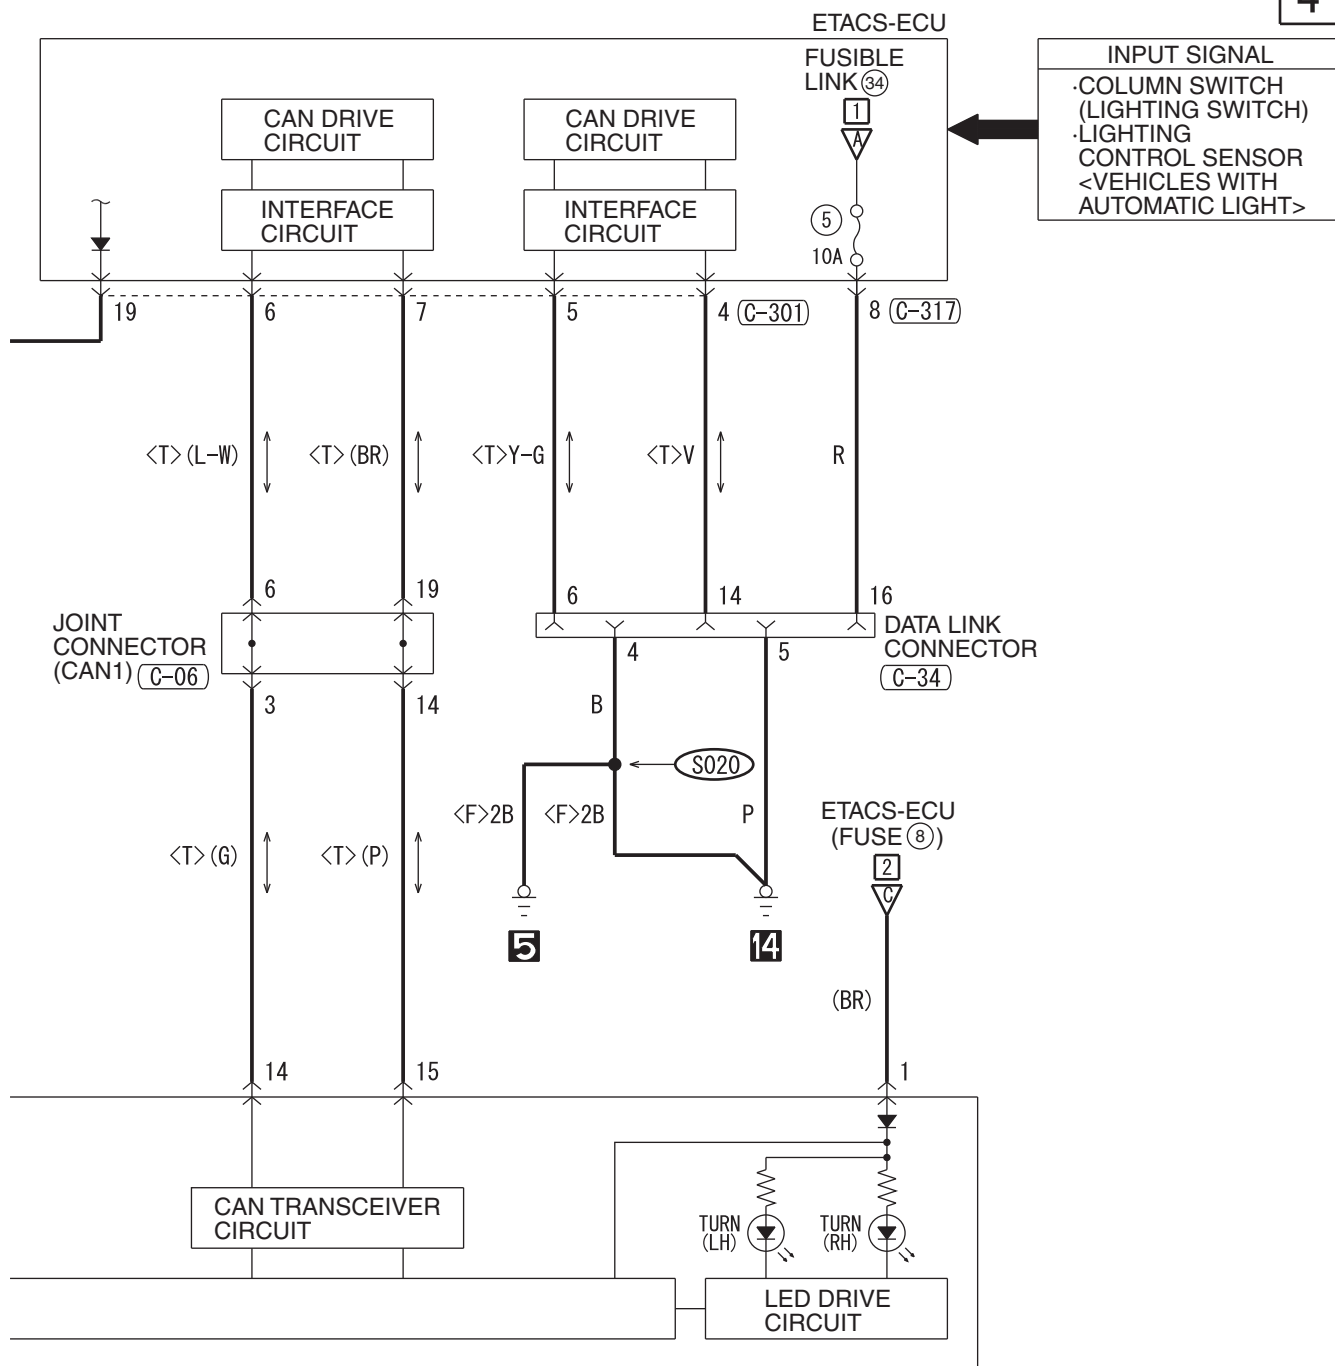 4
ETACS-ECU
FUSIBLE
LINK 34
1
A
5
10A
INPUT SIGNAL
·COLUMN SWITCH
(LIGHTING SWITCH)
·LIGHTING
CONTROL SENSOR
<VEHICLES WITH
AUTOMATIC LIGHT>
CAN DRIVE
CIRCUIT
CAN DRIVE
CIRCUIT
INTERFACE
CIRCUIT
INTERFACE
CIRCUIT
19 6 7 5 4 C-301 8 C-317
<T>(L-W) <T>(BR) <T>Y-G <T>V R
6 19 6 14 16
JOINT
CONNECTOR
(CAN1) C-06
DATA LINK
CONNECTOR
C-34
4 5
3 14
B
S020
<F>2B <F>2B P
ETACS-ECU
(FUSE 8)
2
C
<T>(G) <T>(P)
5 14
(BR)
14 15 1
CAN TRANSCEIVER
CIRCUIT
TURN
(LH)
TURN
(RH)
LED DRIVE
CIRCUIT